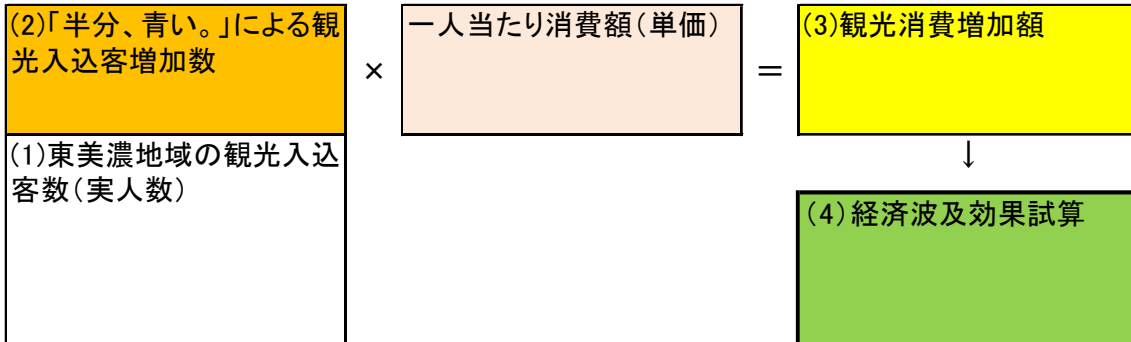 (2)「半分、青い。」による観
光入込客増加数
×
一人当たり消費額(単価)
＝
(3)観光消費増加額
(1)東美濃地域の観光入込
客数(実人数)
↓
(4)経済波及効果試算